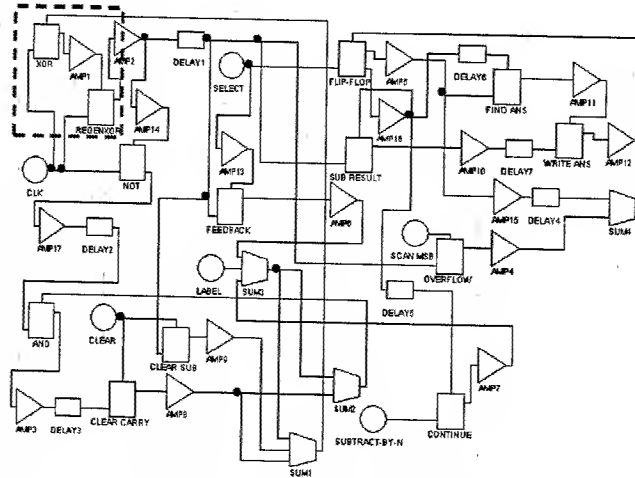 XOR
AMP1
AMP2
DELAY1
REGENXOR
AMP14
CLK
NOT
AMP17
DELAY2
SELECT
AMP13
FEEDBACK
FLIP-FLOP
AMP5
AMP16
DELAY6
FIND ANS
AMP11
SUB RESULT
AMP10
DELAY7
WRITE ANS
AMP12
AMP6
AMP15
DELAY4
SUM4
SCAN MSB
OVERFLOW
AMP4
LABEL
SUM3
DELAY5
AND
CLEAR
CLEAR SUB
AMP9
AMP3
DELAY3
CLEAR CARRY
AMP8
SUM2
SUM1
SUBTRACT-BY-N
CONTINUE
AMP7